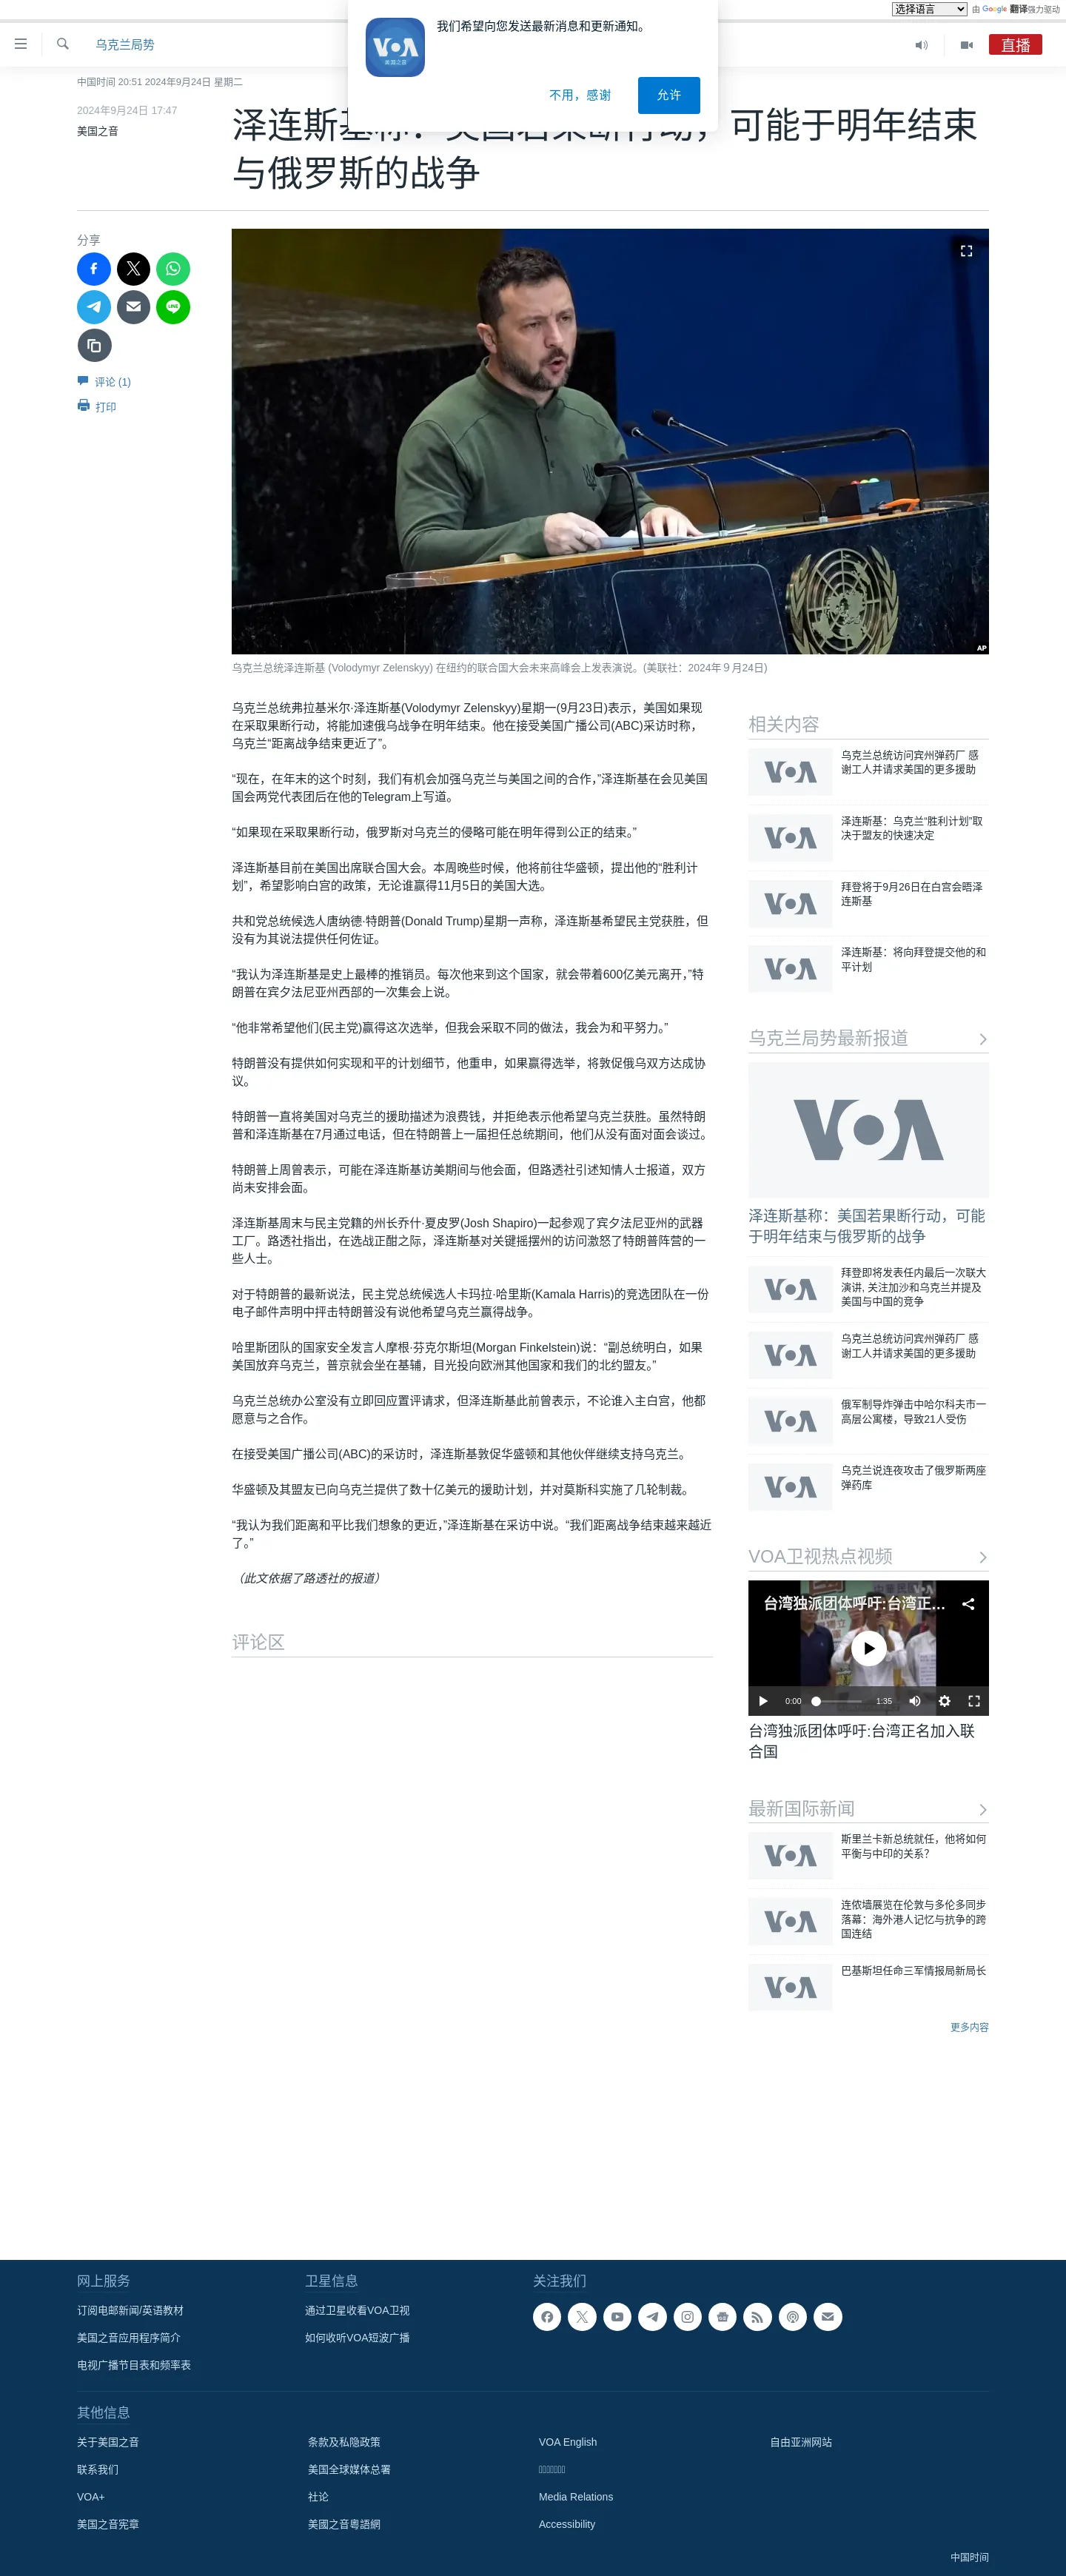 选择语言 由 Google 翻译强力驱动
我们希望向您发送最新消息和更新通知。
不用，感谢
允许
乌克兰局势
直播
中国时间 20:51 2024年9月24日 星期二
2024年9月24日 17:47
美国之音
可能于明年结束
与俄罗斯的战争
分享
评论 (1)
打印
AP
乌克兰总统泽连斯基 (Volodymyr Zelenskyy) 在纽约的联合国大会未来高峰会上发表演说。(美联社：2024年９月24日)
乌克兰总统弗拉基米尔·泽连斯基(Volodymyr Zelenskyy)星期一(9月23日)表示，美国如果现
在采取果断行动，将能加速俄乌战争在明年结束。他在接受美国广播公司(ABC)采访时称，
乌克兰“距离战争结束更近了”。
“现在，在年末的这个时刻，我们有机会加强乌克兰与美国之间的合作，”泽连斯基在会见美国
国会两党代表团后在他的Telegram上写道。
“如果现在采取果断行动，俄罗斯对乌克兰的侵略可能在明年得到公正的结束。”
泽连斯基目前在美国出席联合国大会。本周晚些时候，他将前往华盛顿，提出他的“胜利计
划”，希望影响白宫的政策，无论谁赢得11月5日的美国大选。
共和党总统候选人唐纳德·特朗普(Donald Trump)星期一声称，泽连斯基希望民主党获胜，但
没有为其说法提供任何佐证。
“我认为泽连斯基是史上最棒的推销员。每次他来到这个国家，就会带着600亿美元离开，”特
朗普在宾夕法尼亚州西部的一次集会上说。
“他非常希望他们(民主党)赢得这次选举，但我会采取不同的做法，我会为和平努力。”
特朗普没有提供如何实现和平的计划细节，他重申，如果赢得选举，将敦促俄乌双方达成协
议。
特朗普一直将美国对乌克兰的援助描述为浪费钱，并拒绝表示他希望乌克兰获胜。虽然特朗
普和泽连斯基在7月通过电话，但在特朗普上一届担任总统期间，他们从没有面对面会谈过。
特朗普上周曾表示，可能在泽连斯基访美期间与他会面，但路透社引述知情人士报道，双方
尚未安排会面。
泽连斯基周末与民主党籍的州长乔什·夏皮罗(Josh Shapiro)一起参观了宾夕法尼亚州的武器
工厂。路透社指出，在选战正酣之际，泽连斯基对关键摇摆州的访问激怒了特朗普阵营的一
些人士。
对于特朗普的最新说法，民主党总统候选人卡玛拉·哈里斯(Kamala Harris)的竞选团队在一份
电子邮件声明中抨击特朗普没有说他希望乌克兰赢得战争。
哈里斯团队的国家安全发言人摩根·芬克尔斯坦(Morgan Finkelstein)说：“副总统明白，如果
美国放弃乌克兰，普京就会坐在基辅，目光投向欧洲其他国家和我们的北约盟友。”
乌克兰总统办公室没有立即回应置评请求，但泽连斯基此前曾表示，不论谁入主白宫，他都
愿意与之合作。
在接受美国广播公司(ABC)的采访时，泽连斯基敦促华盛顿和其他伙伴继续支持乌克兰。
华盛顿及其盟友已向乌克兰提供了数十亿美元的援助计划，并对莫斯科实施了几轮制裁。
“我认为我们距离和平比我们想象的更近，”泽连斯基在采访中说。“我们距离战争结束越来越近
了。”
（此文依据了路透社的报道）
评论区
相关内容
乌克兰总统访问宾州弹药厂 感
谢工人并请求美国的更多援助
泽连斯基：乌克兰“胜利计划”取
决于盟友的快速决定
拜登将于9月26日在白宫会晤泽
连斯基
泽连斯基：将向拜登提交他的和
平计划
乌克兰局势最新报道
VOA
泽连斯基称：美国若果断行动，可能
于明年结束与俄罗斯的战争
拜登即将发表任内最后一次联大
演讲, 关注加沙和乌克兰并提及
美国与中国的竞争
乌克兰总统访问宾州弹药厂 感
谢工人并请求美国的更多援助
俄军制导炸弹击中哈尔科夫市一
高层公寓楼，导致21人受伤
乌克兰说连夜攻击了俄罗斯两座
弹药库
VOA卫视热点视频
台湾独派团体呼吁:台湾正...
0:00 1:35
台湾独派团体呼吁:台湾正名加入联
合国
最新国际新闻
斯里兰卡新总统就任，他将如何
平衡与中印的关系？
连侬墙展览在伦敦与多伦多同步
落幕：海外港人记忆与抗争的跨
国连结
巴基斯坦任命三军情报局新局长
更多内容
网上服务
订阅电邮新闻/英语教材
美国之音应用程序简介
电视广播节目表和频率表
卫星信息
通过卫星收看VOA卫视
如何收听VOA短波广播
关注我们
其他信息
关于美国之音
联系我们
VOA+
美国之音宪章
条款及私隐政策
美国全球媒体总署
社论
美國之音粵語網
VOA English
Media Relations
Accessibility
自由亚洲网站
中国时间